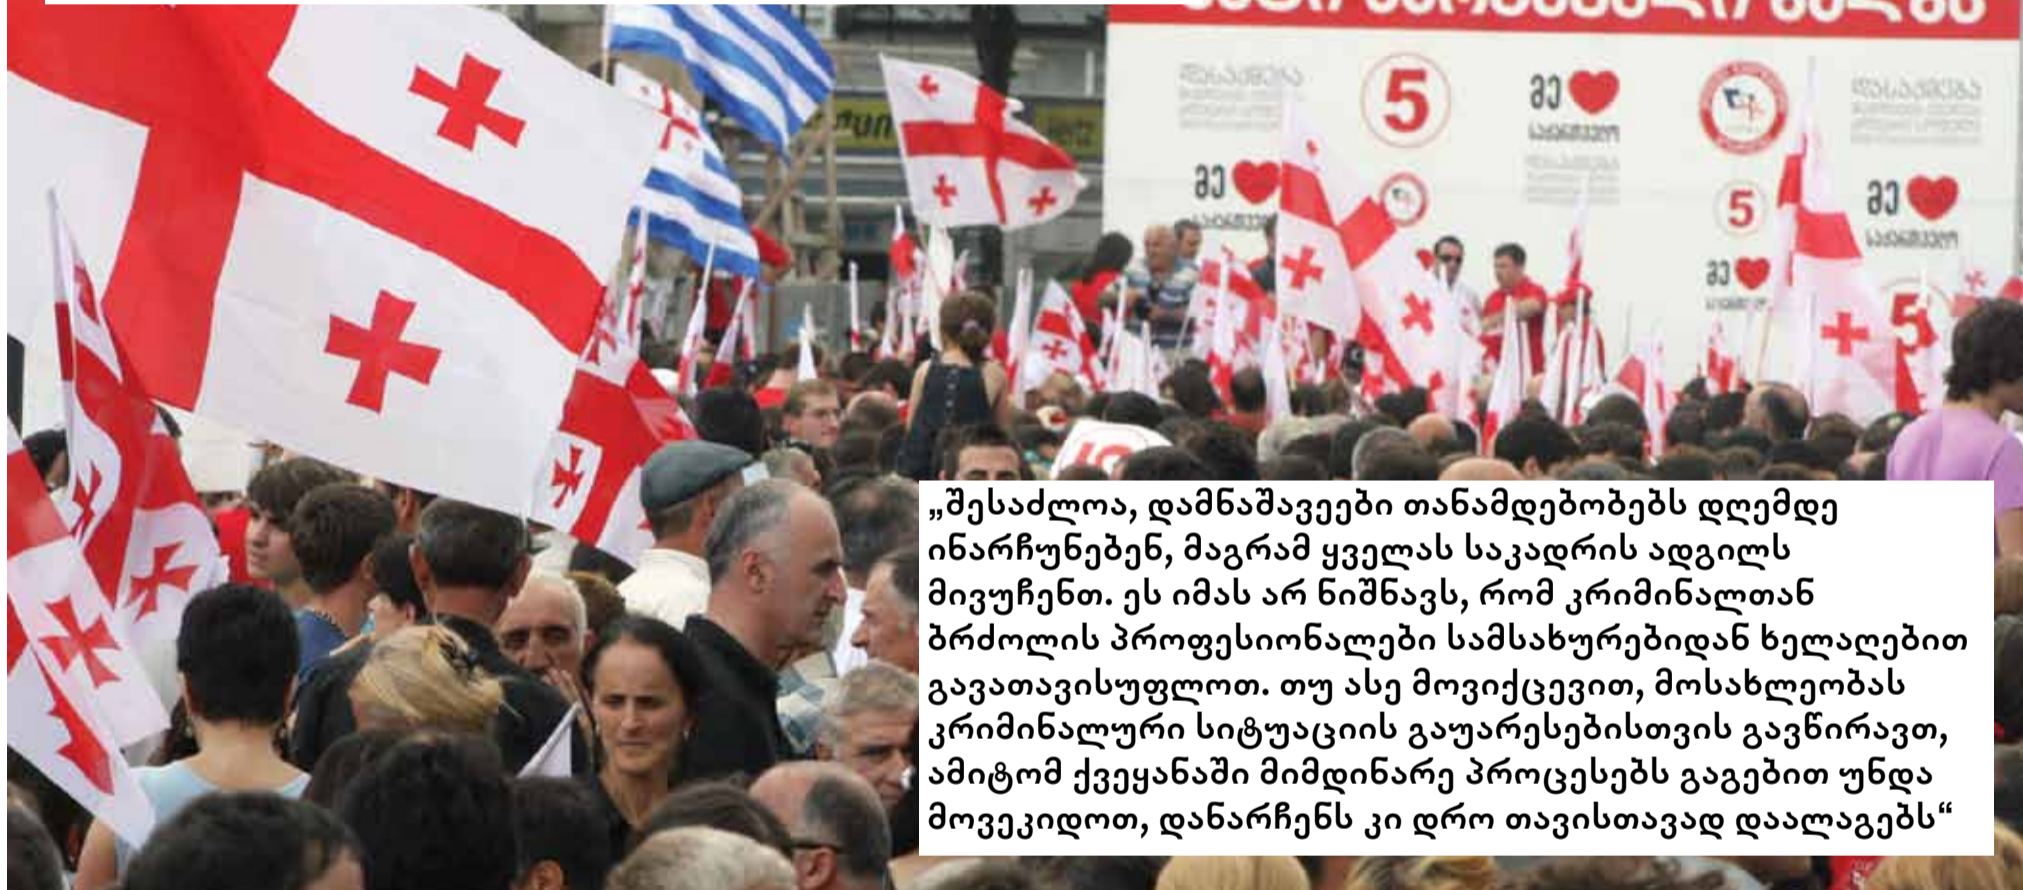 5
მე
საქართველო
მე
საქართველო
5
მე
საქართველო
მე
5
„შესაძლოა, დამნაშავეები თანამდებობებს დღემდე
ინარჩუნებენ, მაგრამ ყველას საკადრის ადგილს
მივუჩენთ. ეს იმას არ ნიშნავს, რომ კრიმინალთან
ბრძოლის პროფესიონალები სამსახურებიდან ხელაღებით
გავათავისუფლოთ. თუ ასე მოვიქცევით, მოსახლეობას
კრიმინალური სიტუაციის გაუარესებისთვის გავწირავთ,
ამიტომ ქვეყანაში მიმდინარე პროცესებს გაგებით უნდა
მოვეკიდოთ, დანარჩენს კი დრო თავისთავად დაალაგებს“